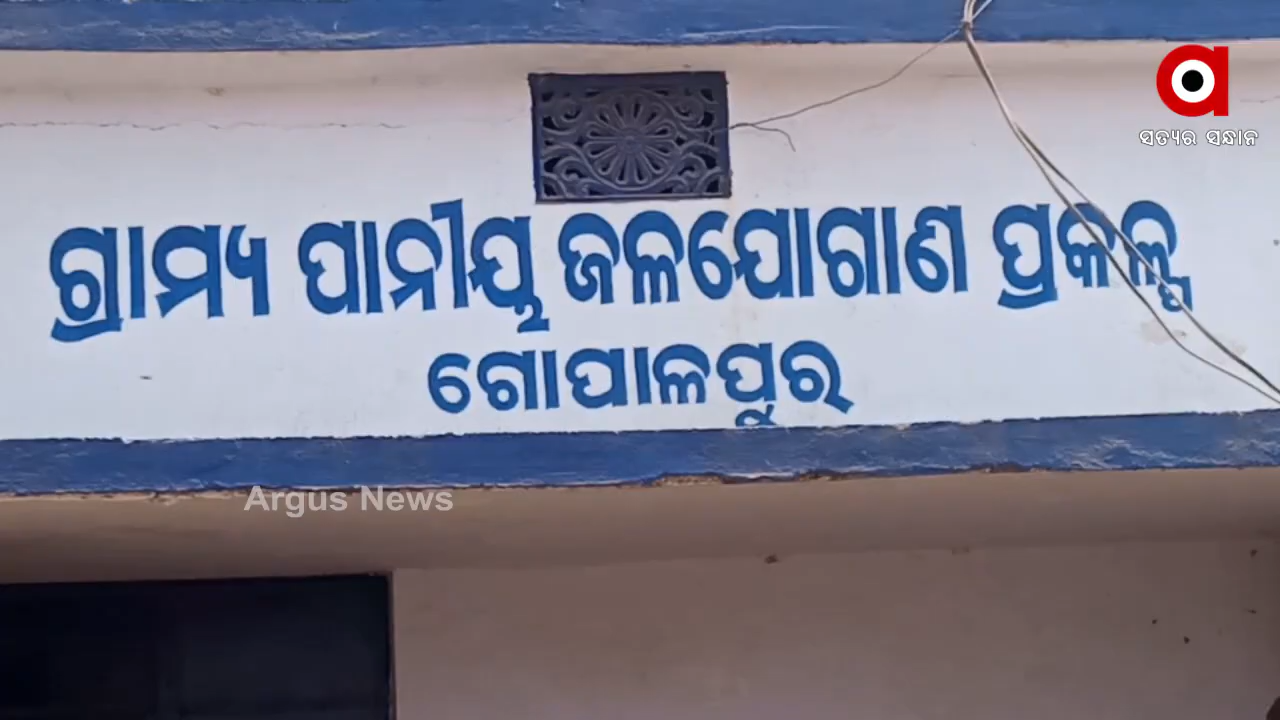 ସତ୍ୟର ସନ୍ଧାନ
ଗ୍ରାମ୍ୟ ପାନୀୟ ଜଳଯୋଗାଣ ପ୍ରକଳ୍ପ
ଗୋପାଳପୁର
Argus News